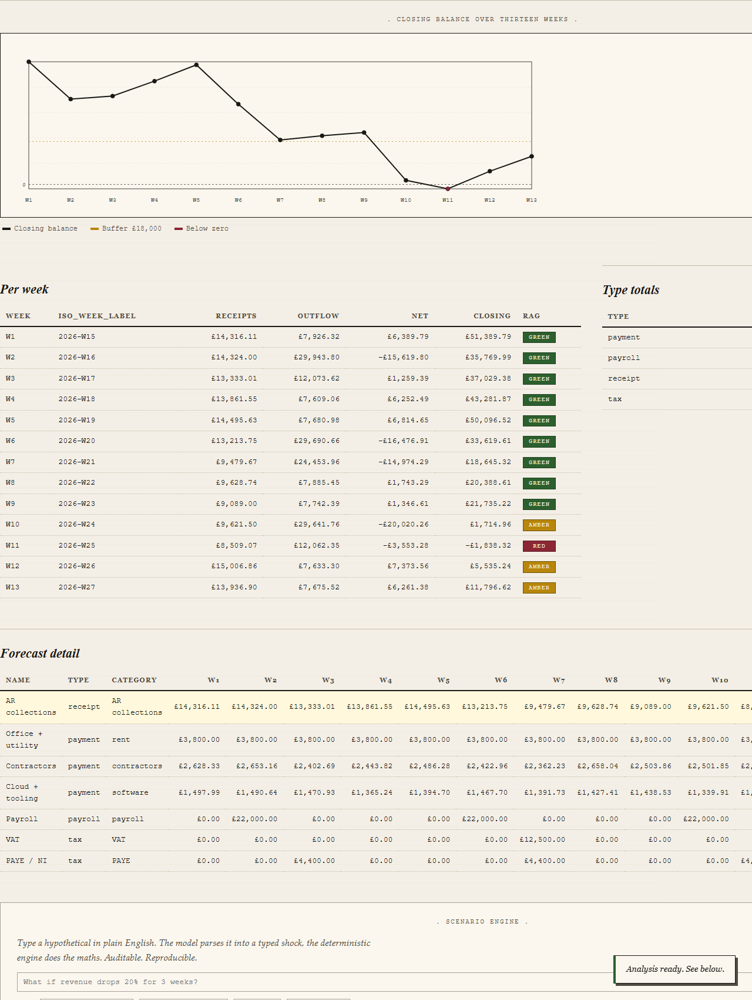 . CLOSING BALANCE OVER THIRTEEN WEEKS .
0
W1 W2 W3 W4 W5 W6 W7 W8 W9 W10 W11 W12 W13
Closing balance Buffer £18,000 Below zero
Per week
WEEK ISO_WEEK_LABEL RECEIPTS OUTFLOW NET CLOSING RAG
W1 2026-W15 £14,316.11 £7,926.32 £6,389.79 £51,389.79 GREEN
W2 2026-W16 £14,324.00 £29,943.80 -£15,619.80 £35,769.99 GREEN
W3 2026-W17 £13,333.01 £12,073.62 £1,259.39 £37,029.38 GREEN
W4 2026-W18 £13,861.55 £7,609.06 £6,252.49 £43,281.87 GREEN
W5 2026-W19 £14,495.63 £7,680.98 £6,814.65 £50,096.52 GREEN
W6 2026-W20 £13,213.75 £29,690.66 -£16,476.91 £33,619.61 GREEN
W7 2026-W21 £9,479.67 £24,453.96 -£14,974.29 £18,645.32 GREEN
W8 2026-W22 £9,628.74 £7,885.45 £1,743.29 £20,388.61 GREEN
W9 2026-W23 £9,089.00 £7,742.39 £1,346.61 £21,735.22 GREEN
W10 2026-W24 £9,621.50 £29,641.76 -£20,020.26 £1,714.96 AMBER
W11 2026-W25 £8,509.07 £12,062.35 -£3,553.28 -£1,838.32 RED
W12 2026-W26 £15,006.86 £7,633.30 £7,373.56 £5,535.24 AMBER
W13 2026-W27 £13,936.90 £7,675.52 £6,261.38 £11,796.62 AMBER
Type totals
TYPE
payment
payroll
receipt
tax
Forecast detail
NAME TYPE CATEGORY W1 W2 W3 W4 W5 W6 W7 W8 W9 W10
AR collections receipt AR collections £14,316.11 £14,324.00 £13,333.01 £13,861.55 £14,495.63 £13,213.75 £9,479.67 £9,628.74 £9,089.00 £9,621.50 £8,
Office + utility payment rent £3,800.00 £3,800.00 £3,800.00 £3,800.00 £3,800.00 £3,800.00 £3,800.00 £3,800.00 £3,800.00 £3,800.00 £3,
Contractors payment contractors £2,628.33 £2,653.16 £2,402.69 £2,443.82 £2,486.28 £2,422.96 £2,362.23 £2,658.04 £2,503.86 £2,501.85 £2,
Cloud + tooling payment software £1,497.99 £1,490.64 £1,470.93 £1,365.24 £1,394.70 £1,467.70 £1,391.73 £1,427.41 £1,438.53 £1,339.91 £1,
Payroll payroll payroll £0.00 £22,000.00 £0.00 £0.00 £0.00 £22,000.00 £0.00 £0.00 £0.00 £22,000.00
VAT tax VAT £0.00 £0.00 £0.00 £0.00 £0.00 £0.00 £12,500.00 £0.00 £0.00 £0.00
PAYE / NI tax PAYE £0.00 £0.00 £4,400.00 £0.00 £0.00 £0.00 £4,400.00 £0.00 £0.00 £0.00 £4,
. SCENARIO ENGINE .
Type a hypothetical in plain English. The model parses it into a typed shock, the deterministic
engine does the maths. Auditable. Reproducible.
What if revenue drops 20% for 3 weeks?
Analysis ready. See below.